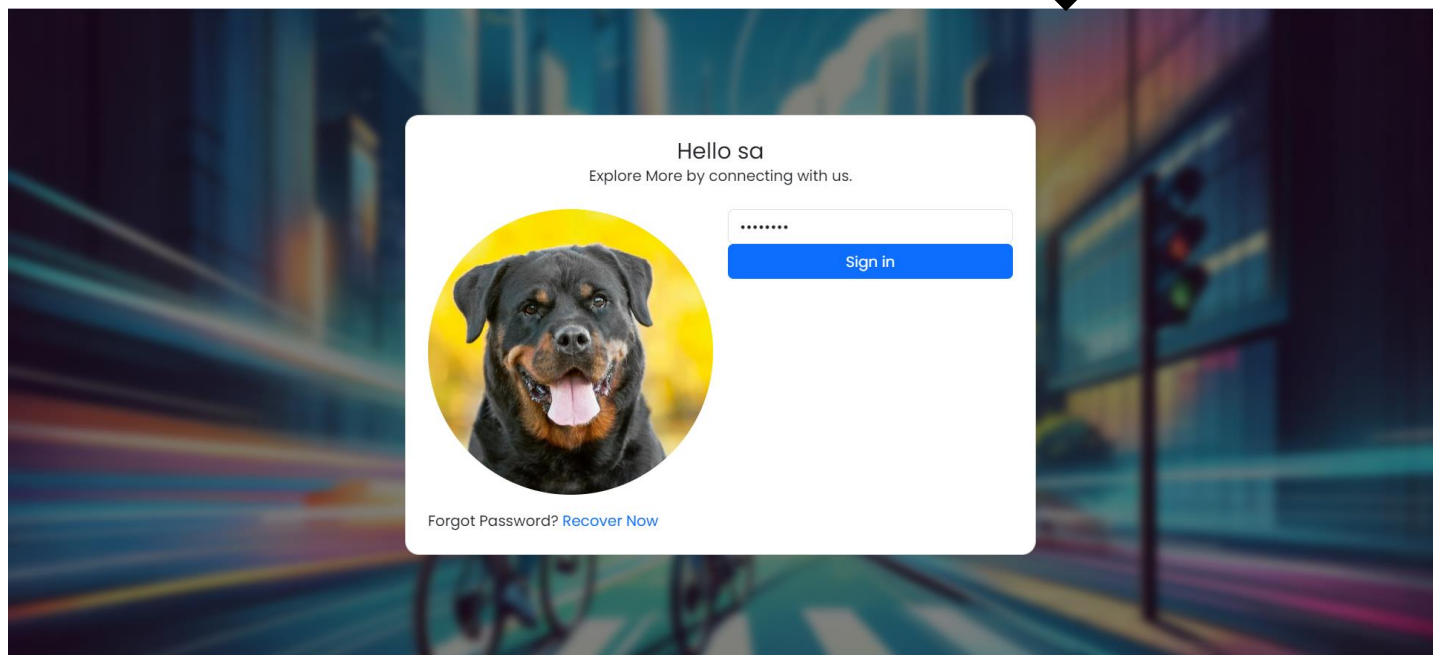 Hello sa
Explore More by connecting with us.
••••••••
Sign in
Forgot Password? Recover Now